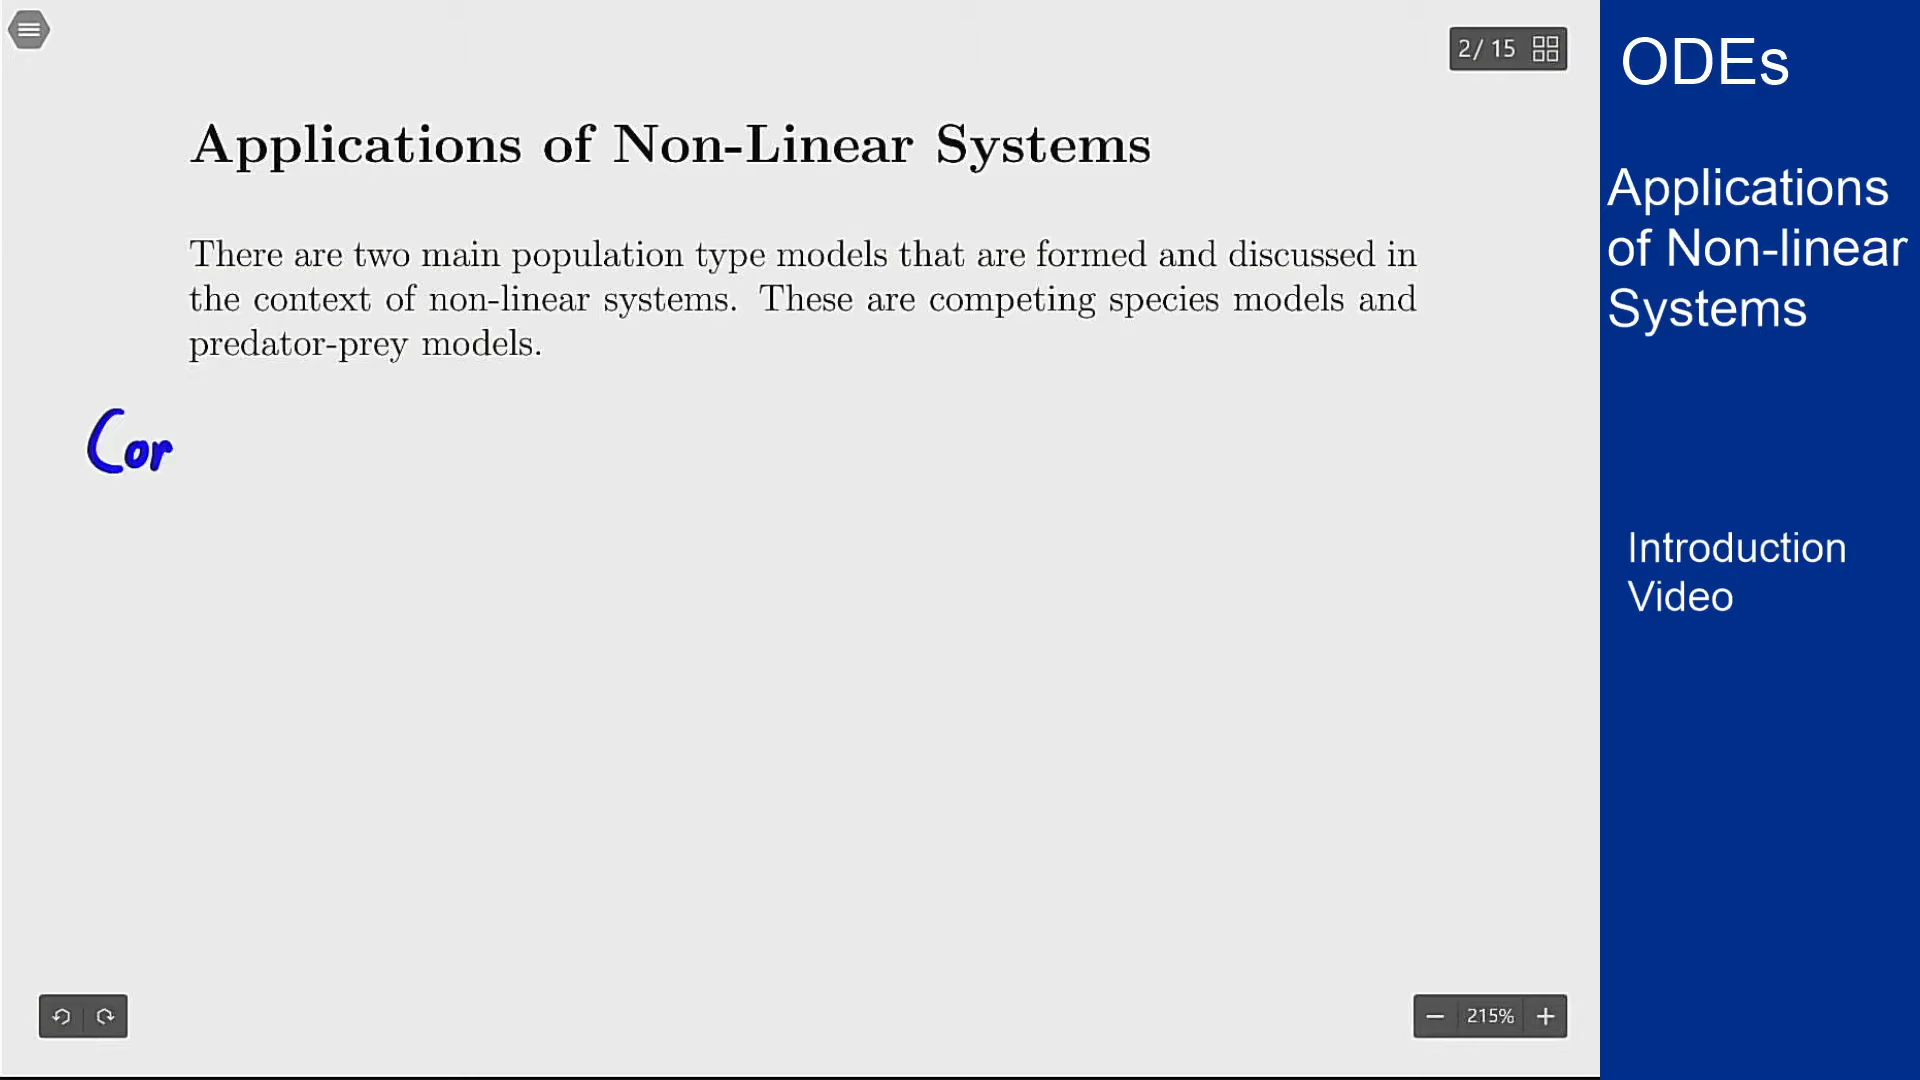 2/ 15
Applications of Non-Linear Systems
There are two main population type models that are formed and discussed in
the context of non-linear systems. These are competing species models and
predator-prey models.
Cor
215%
ODEs
Applications
of Non-linear
Systems
Introduction
Video